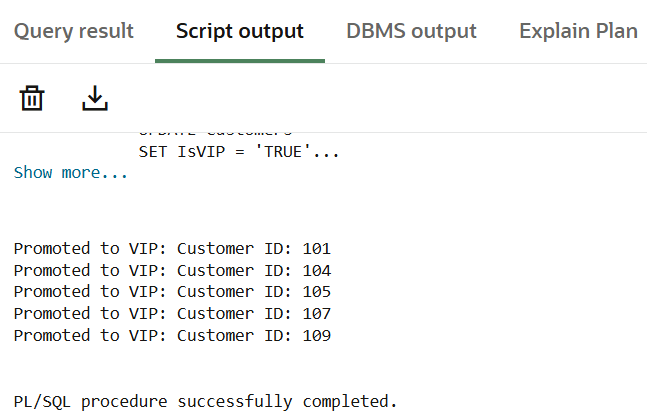 Query result Script output DBMS output Explain Plan
UPDATE Customers
SET IsVIP = 'TRUE'...
Show more...
Promoted to VIP: Customer ID: 101
Promoted to VIP: Customer ID: 104
Promoted to VIP: Customer ID: 105
Promoted to VIP: Customer ID: 107
Promoted to VIP: Customer ID: 109
PL/SQL procedure successfully completed.